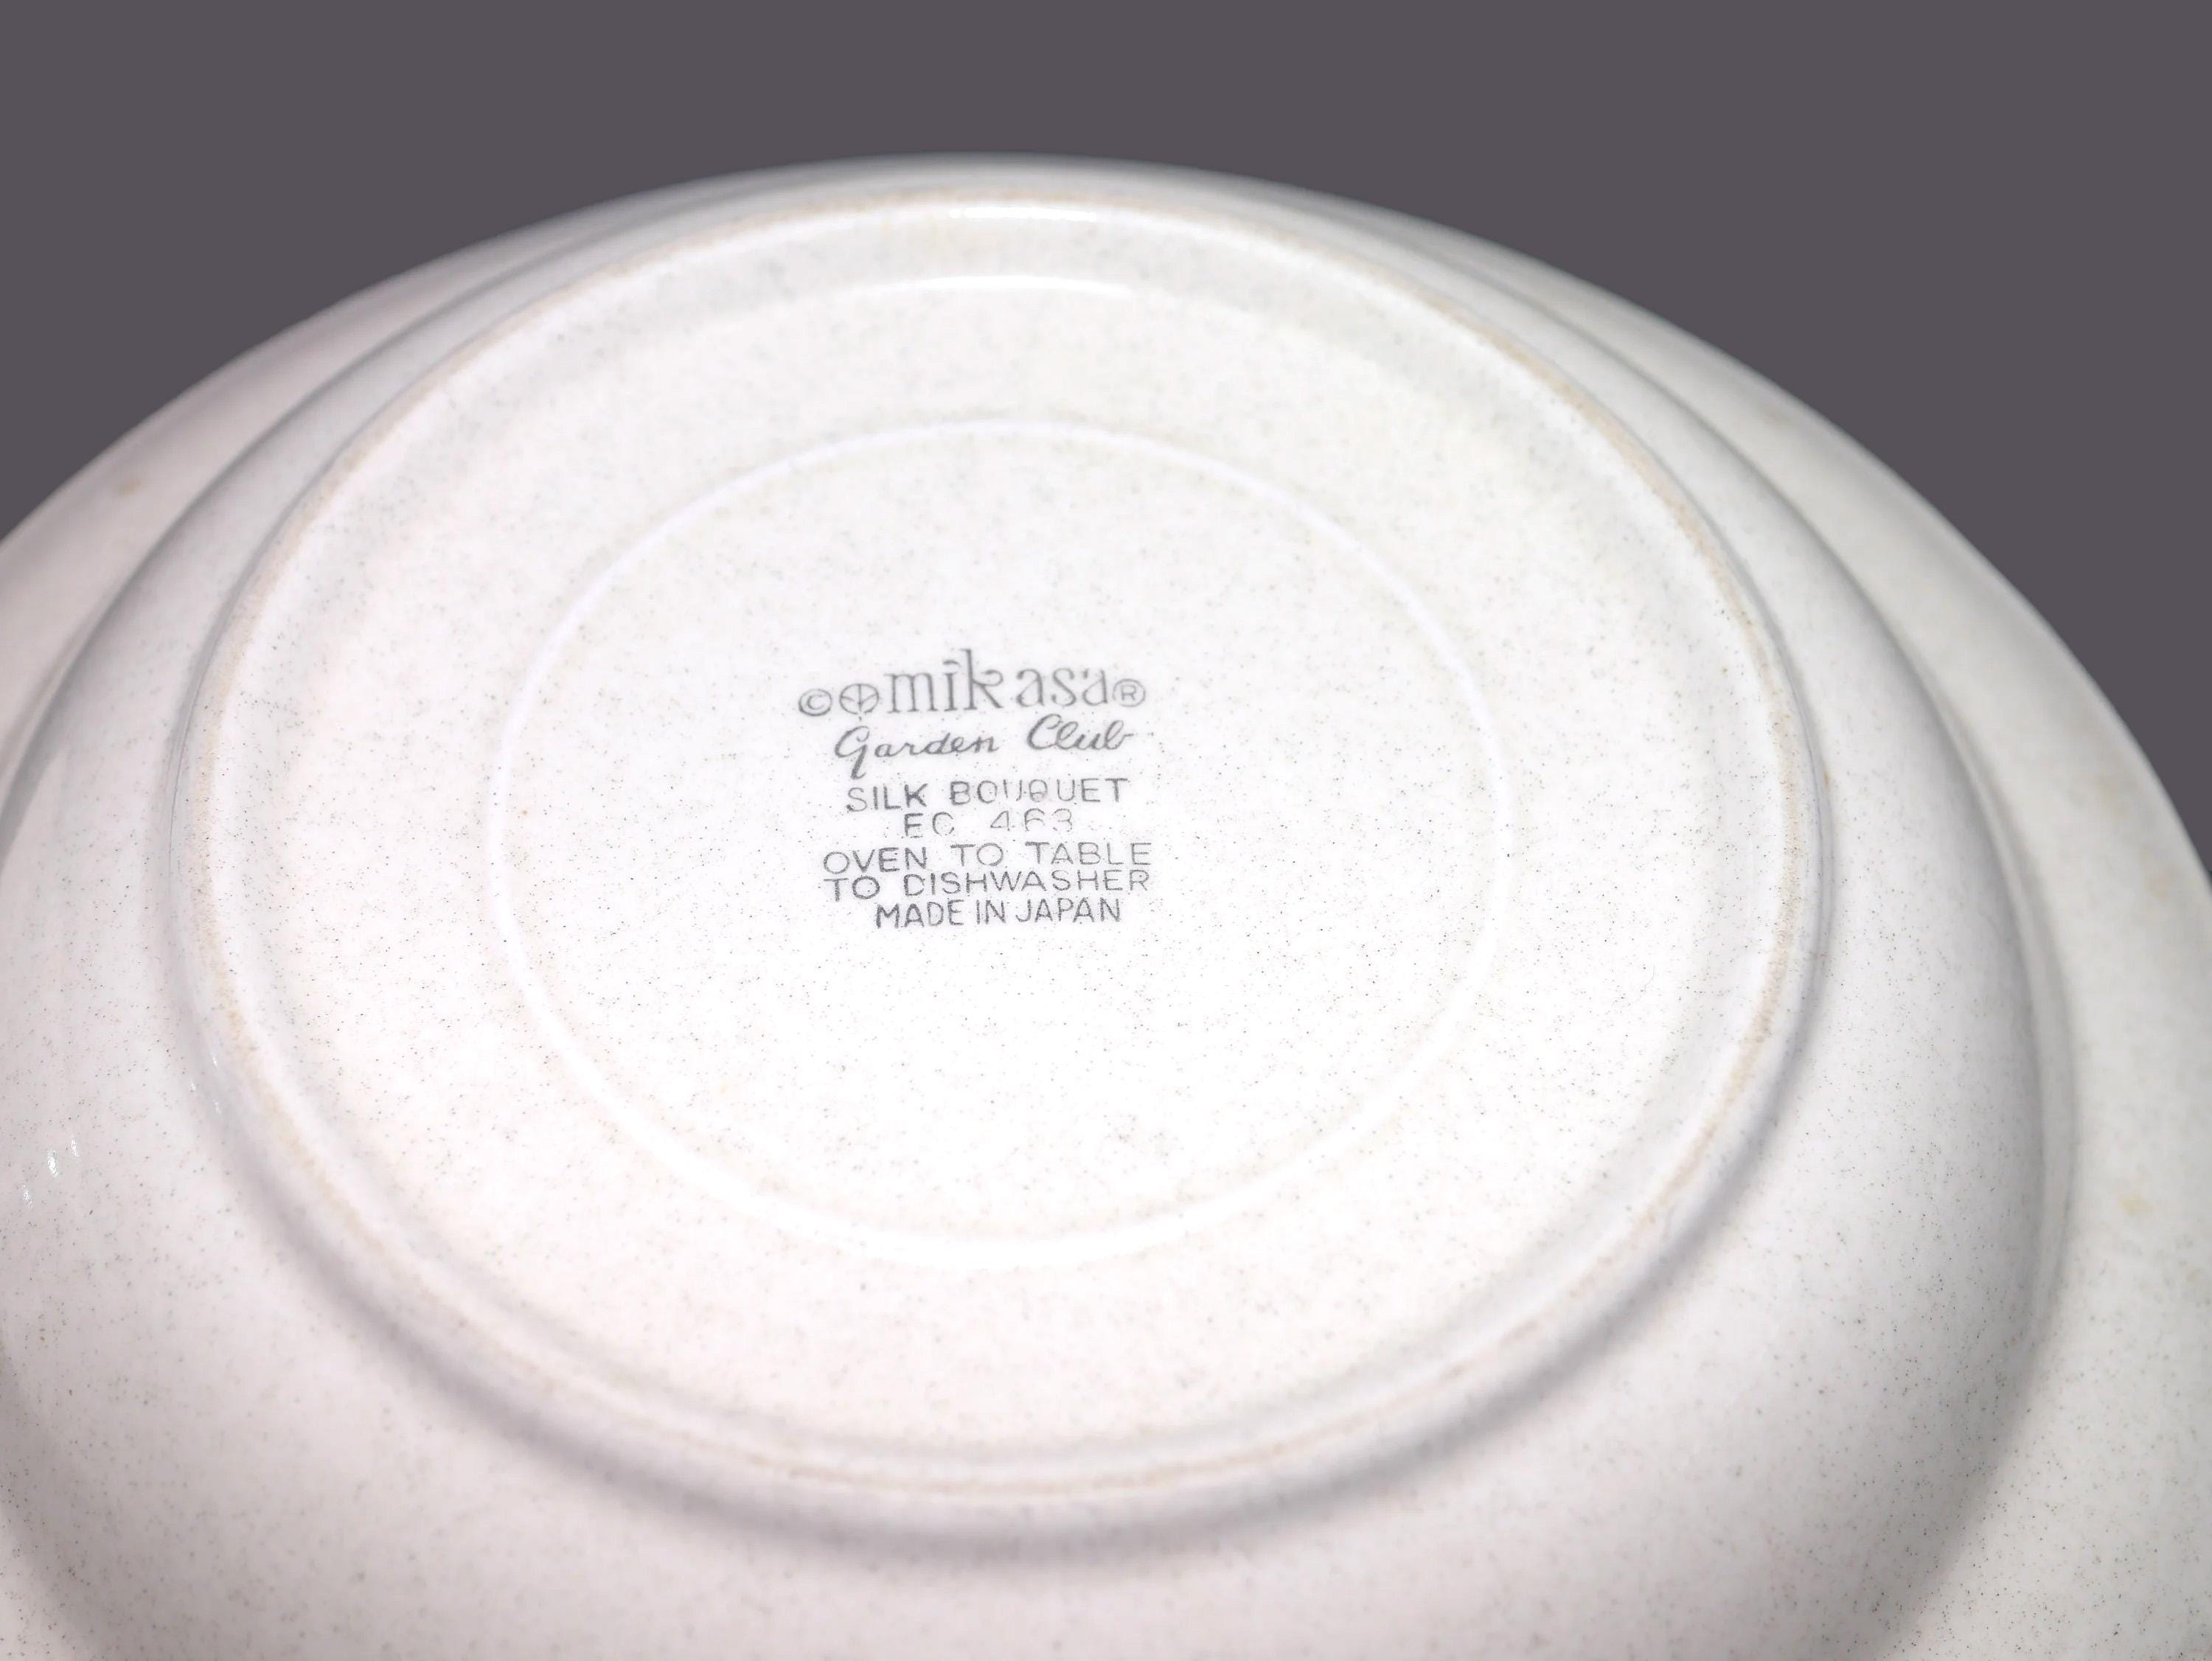 © mikasa ®
Garden Club
SILK BOUQUET
EC 463
OVEN TO TABLE
TO DISHWASHER
MADE IN JAPAN